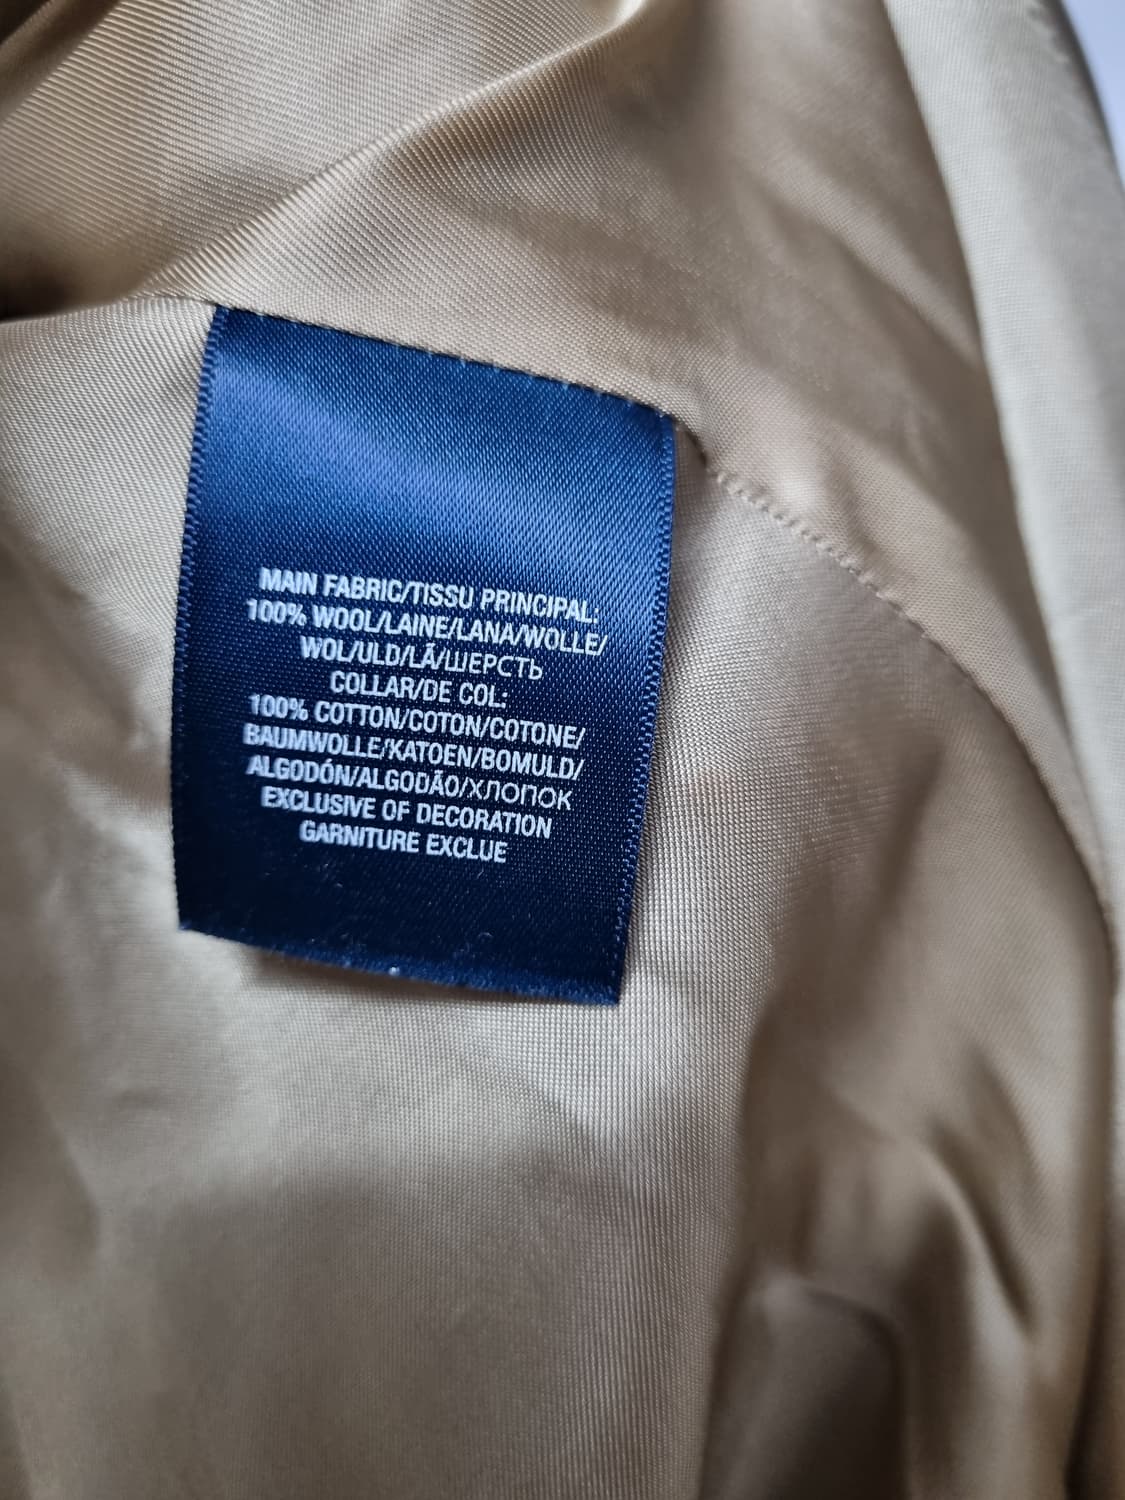 MAIN FABRIC/TISSU PRINCIPAL:
100% WOOL/LAINE/LANA/WOLLE/
WOL/ULD/LÃ/ШЕРСТЬ
COLLAR/DE COL:
100% COTTON/COTON/COTONE/
BAUMWOLLE/KATOEN/BOMULD/
ALGODÓN/ALGODÃO/хлопок
EXCLUSIVE OF DECORATION
GARNITURE EXCLUE